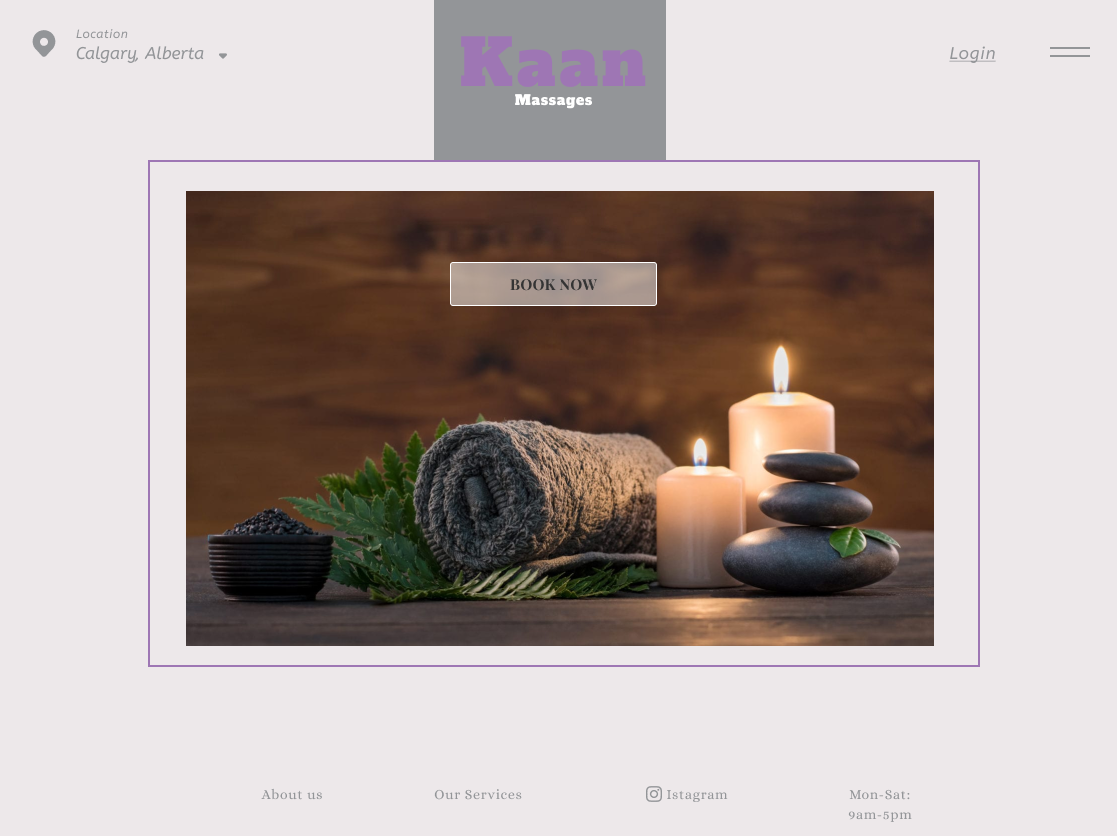 Location
Calgary, Alberta
Kaan
Massages
Login
BOOK NOW
About us
Our Services
Istagram
Mon-Sat:
9am-5pm